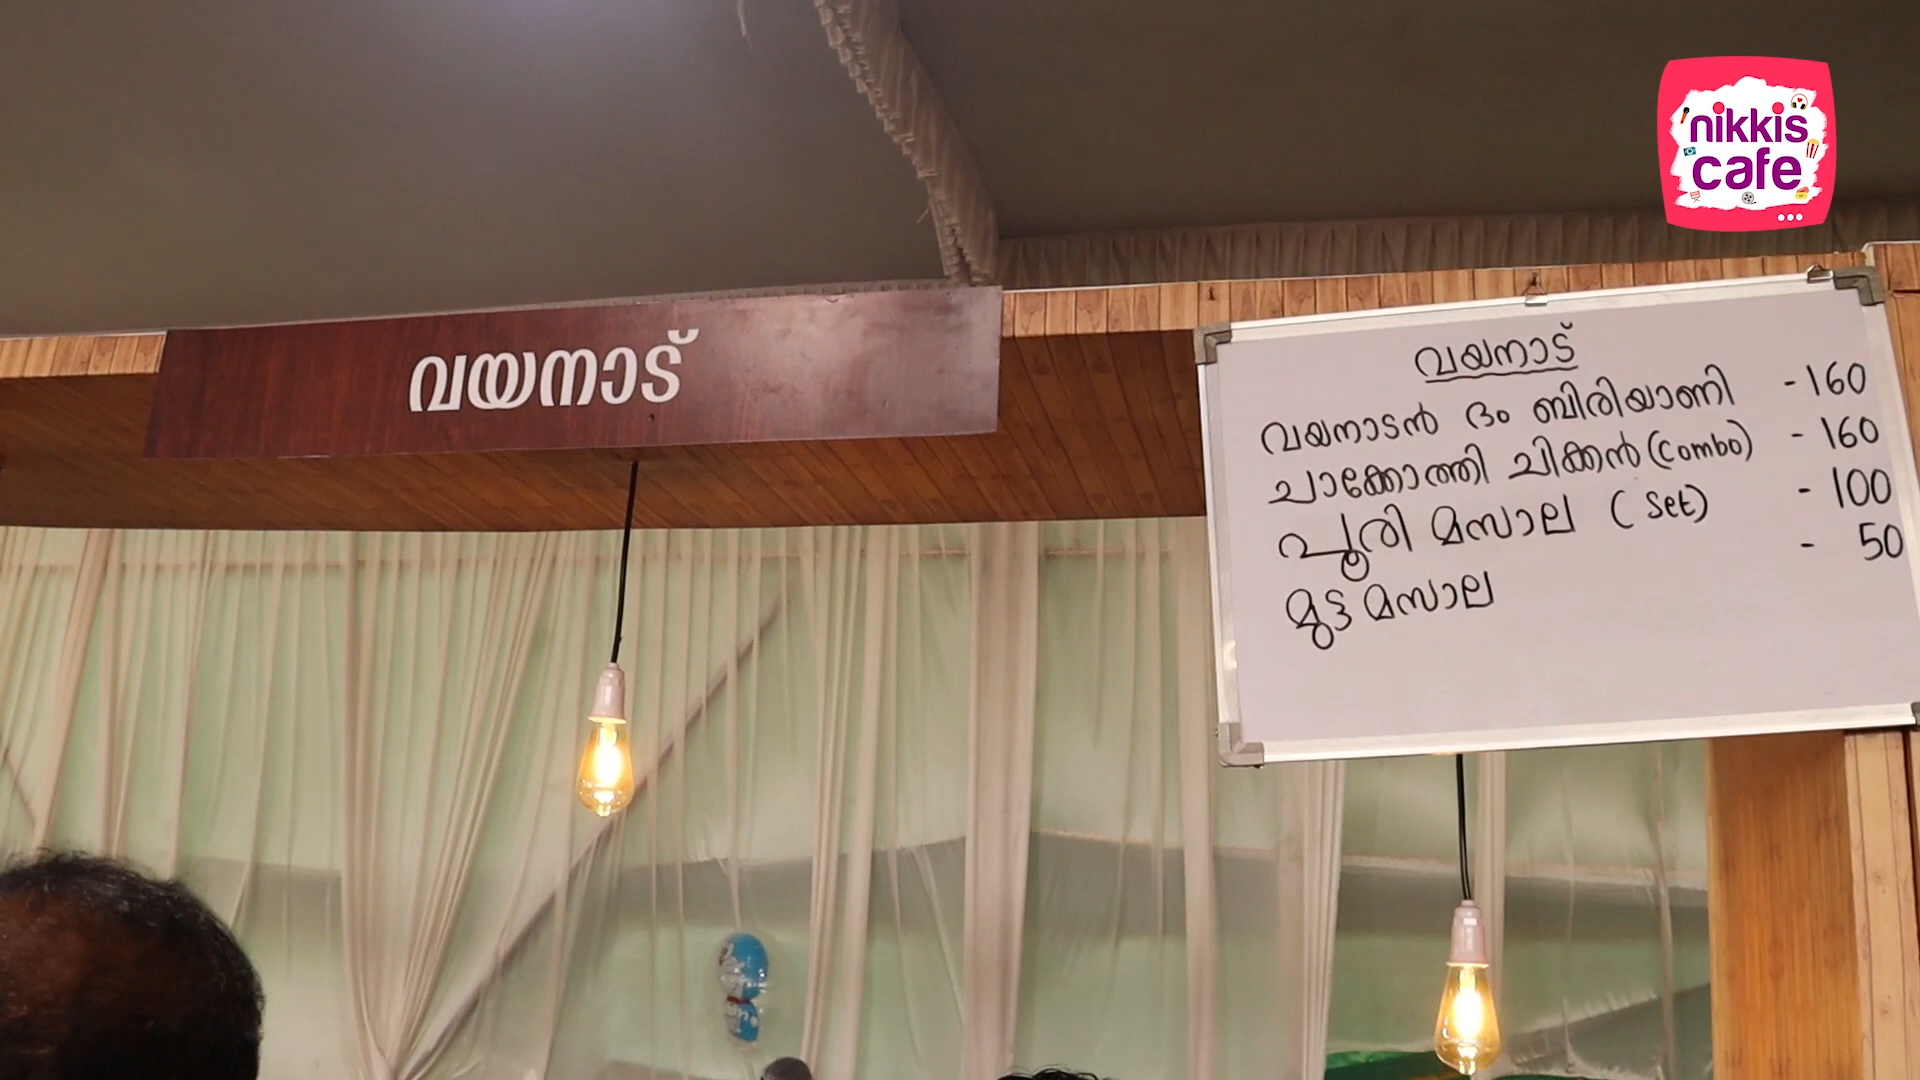 nikkis
cafe
വയനാട്
വയനാട്
വയനാടൻ ദം ബിരിയാണി - 160
ചാക്കോത്തി ചിക്കൻ (Combo) - 160
പൂരി മസാല (Set) - 100
മുട്ട മസാല - 50